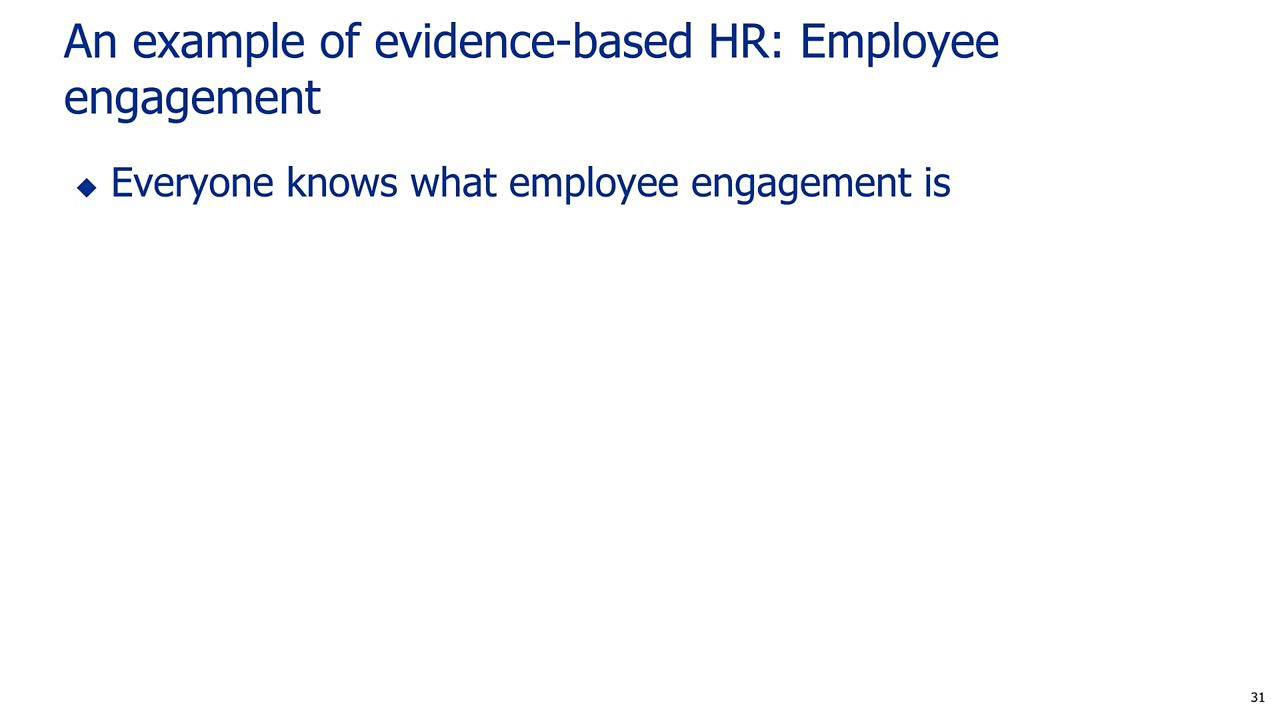 An example of evidence-based HR: Employee
engagement
◆ Everyone knows what employee engagement is
31